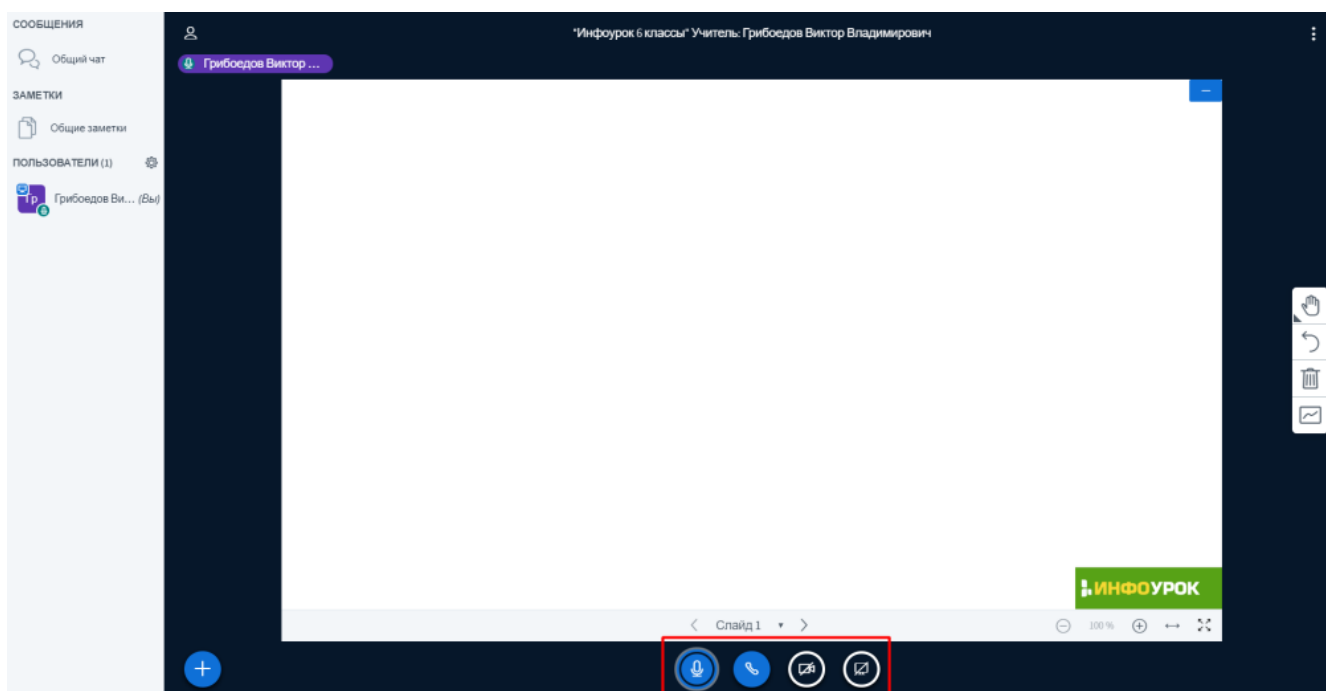 СООБЩЕНИЯ
Общий чат
ЗАМЕТКИ
Общие заметки
ПОЛЬЗОВАТЕЛИ (1)
Гр
Грибоедов Ви... (Вы)
"Инфоурок 6 классы" Учитель: Грибоедов Виктор Владимирович
Грибоедов Виктор ...
ИНФОУРОК
Слайд 1
100 %